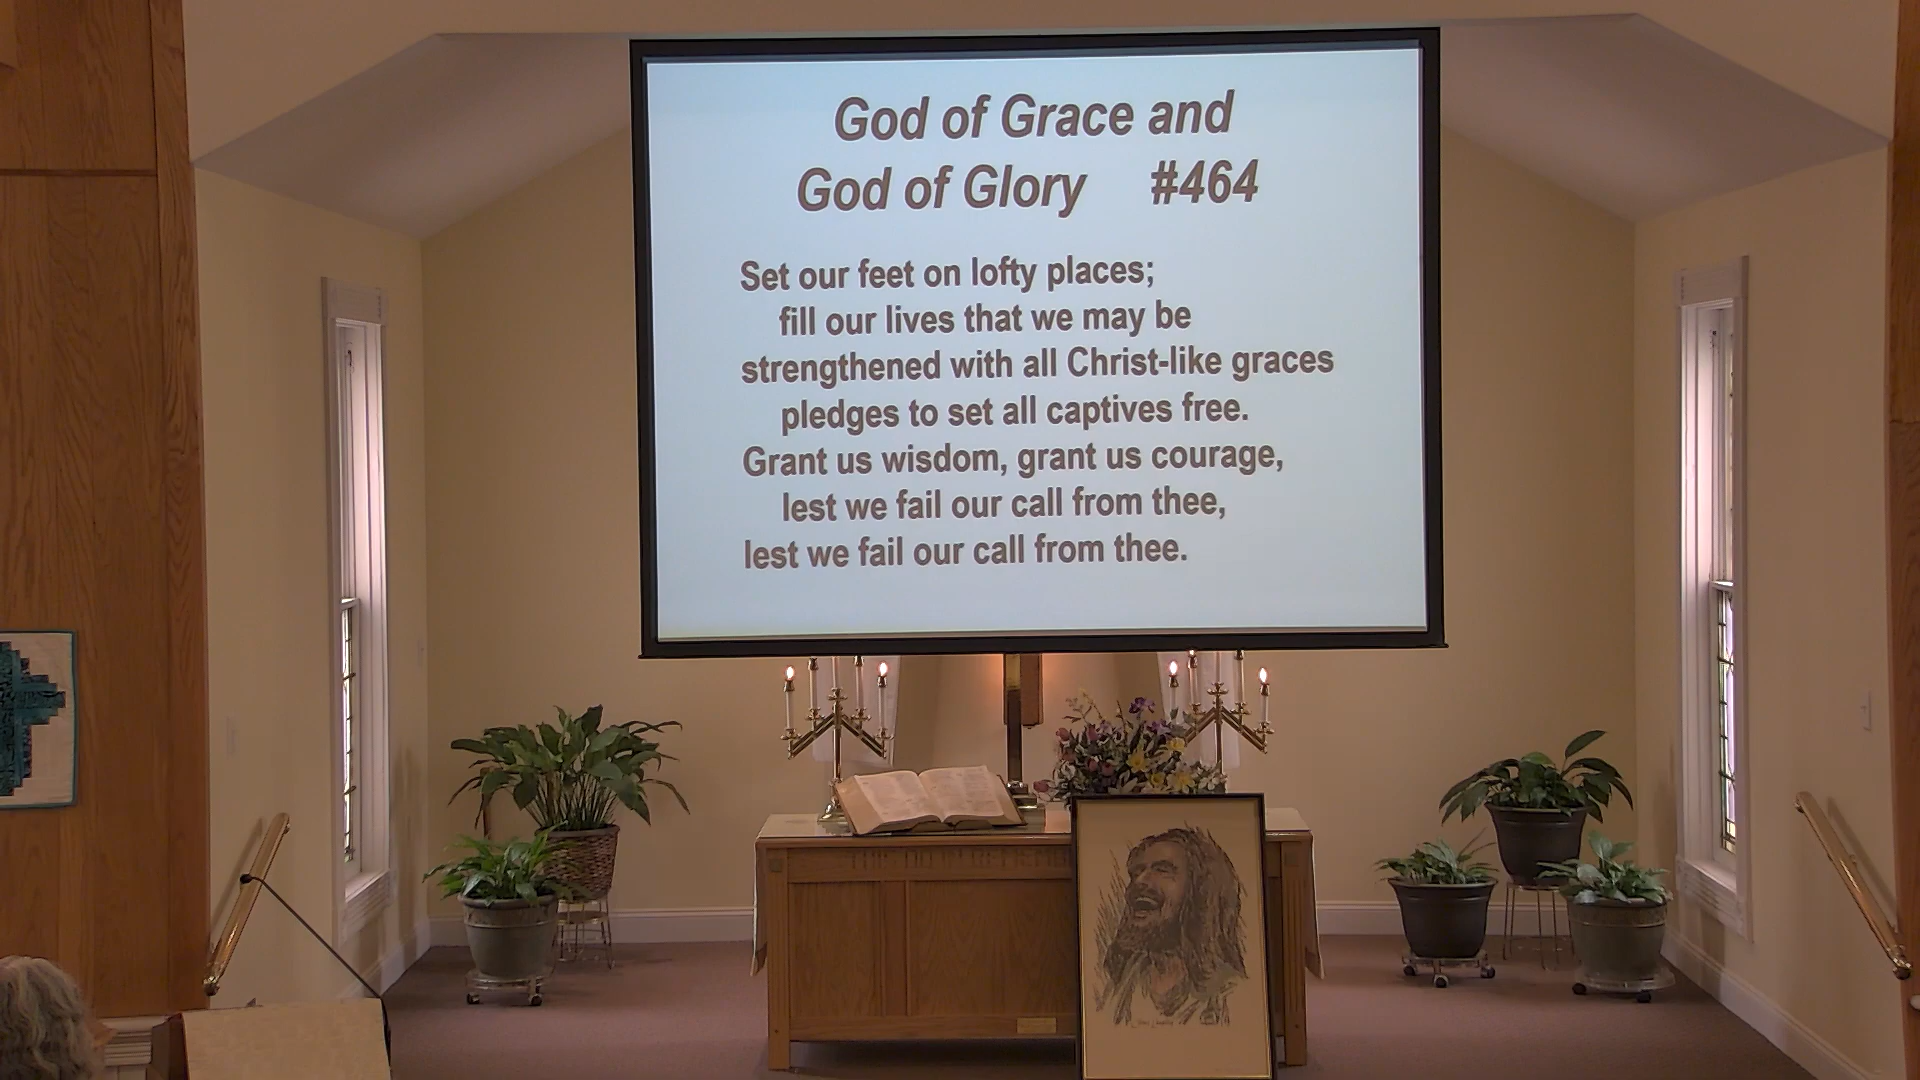 God of Grace and
God of Glory #464
Set our feet on lofty places;
fill our lives that we may be
strengthened with all Christ-like graces
pledges to set all captives free.
Grant us wisdom, grant us courage,
lest we fail our call from thee,
lest we fail our call from thee.